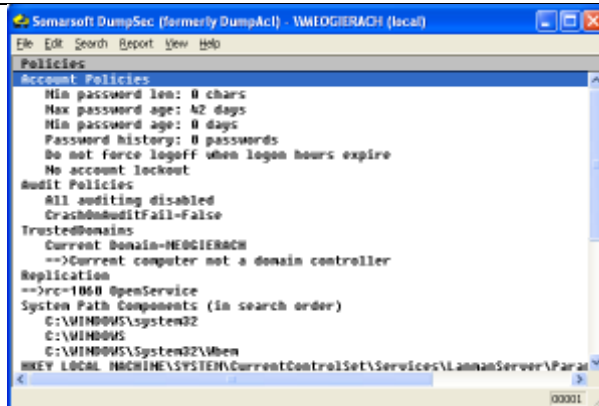 Somarsoft DumpSec (formerly DumpAcl) - \\MEOGIERACH (local)
File Edit Search Report View Help
Policies
Account Policies
Min password len: 0 chars
Max password age: 42 days
Min password age: 0 days
Password history: 0 passwords
Do not force logoff when logon hours expire
No account lockout
Audit Policies
All auditing disabled
CrashOnAuditFail=False
TrustedDomains
Current Domain=MEOGIERACH
-->Current computer not a domain controller
Replication
-->rc=1060 OpenService
System Path Components (in search order)
C:\WINDOWS\system32
C:\WINDOWS
C:\WINDOWS\System32\Wbem
HKEY_LOCAL_MACHINE\SYSTEM\CurrentControlSet\Services\LanmanServer\Para
00001